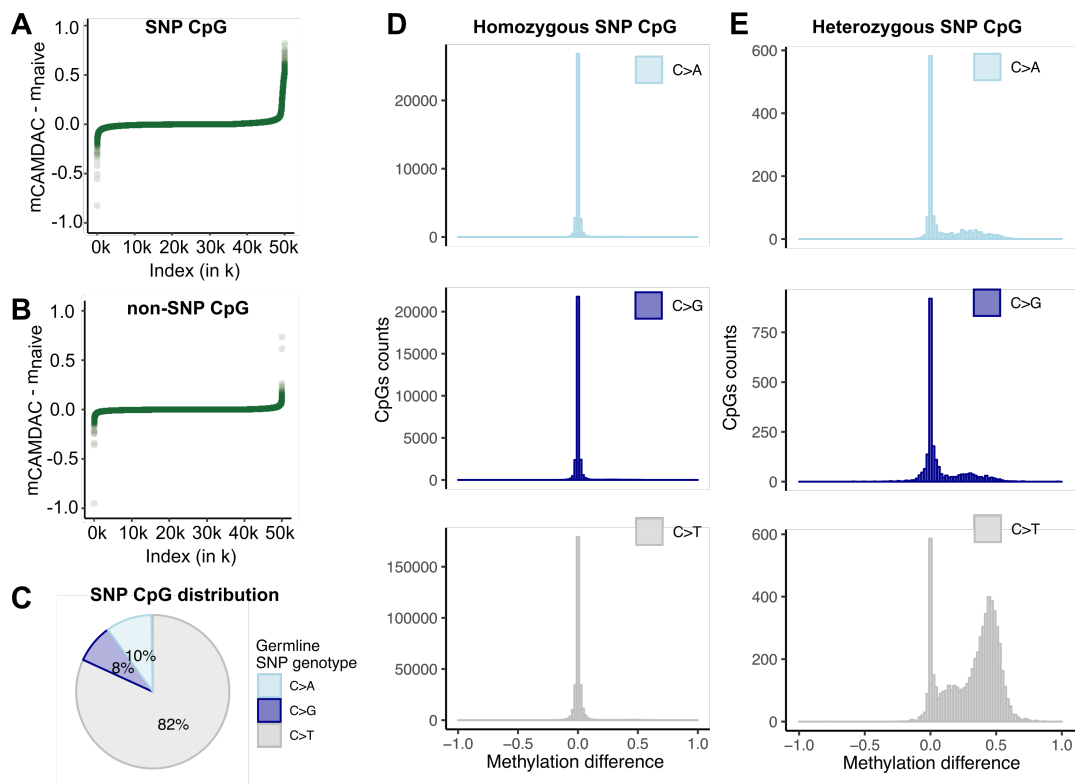 A
SNP CpG
mCAMDAC - mnaive
1.0
0.5
0.0
-0.5
-1.0
0k 10k 20k 30k 40k 50k
Index (in k)
B
non-SNP CpG
mCAMDAC - mnaive
1.0
0.5
0.0
-0.5
-1.0
0k 10k 20k 30k 40k 50k
Index (in k)
C
SNP CpG distribution
10%
8%
82%
Germline
SNP genotype
C>A
C>G
C>T
D
Homozygous SNP CpG
C>A
20000
10000
0
CpGs counts
C>G
20000
15000
10000
5000
0
C>T
150000
100000
50000
0
−1.0 −0.5 0.0 0.5 1.0
Methylation difference
E
Heterozygous SNP CpG
C>A
600
400
200
0
CpGs counts
C>G
750
500
250
0
C>T
600
400
200
0
−1.0 −0.5 0.0 0.5 1.0
Methylation difference